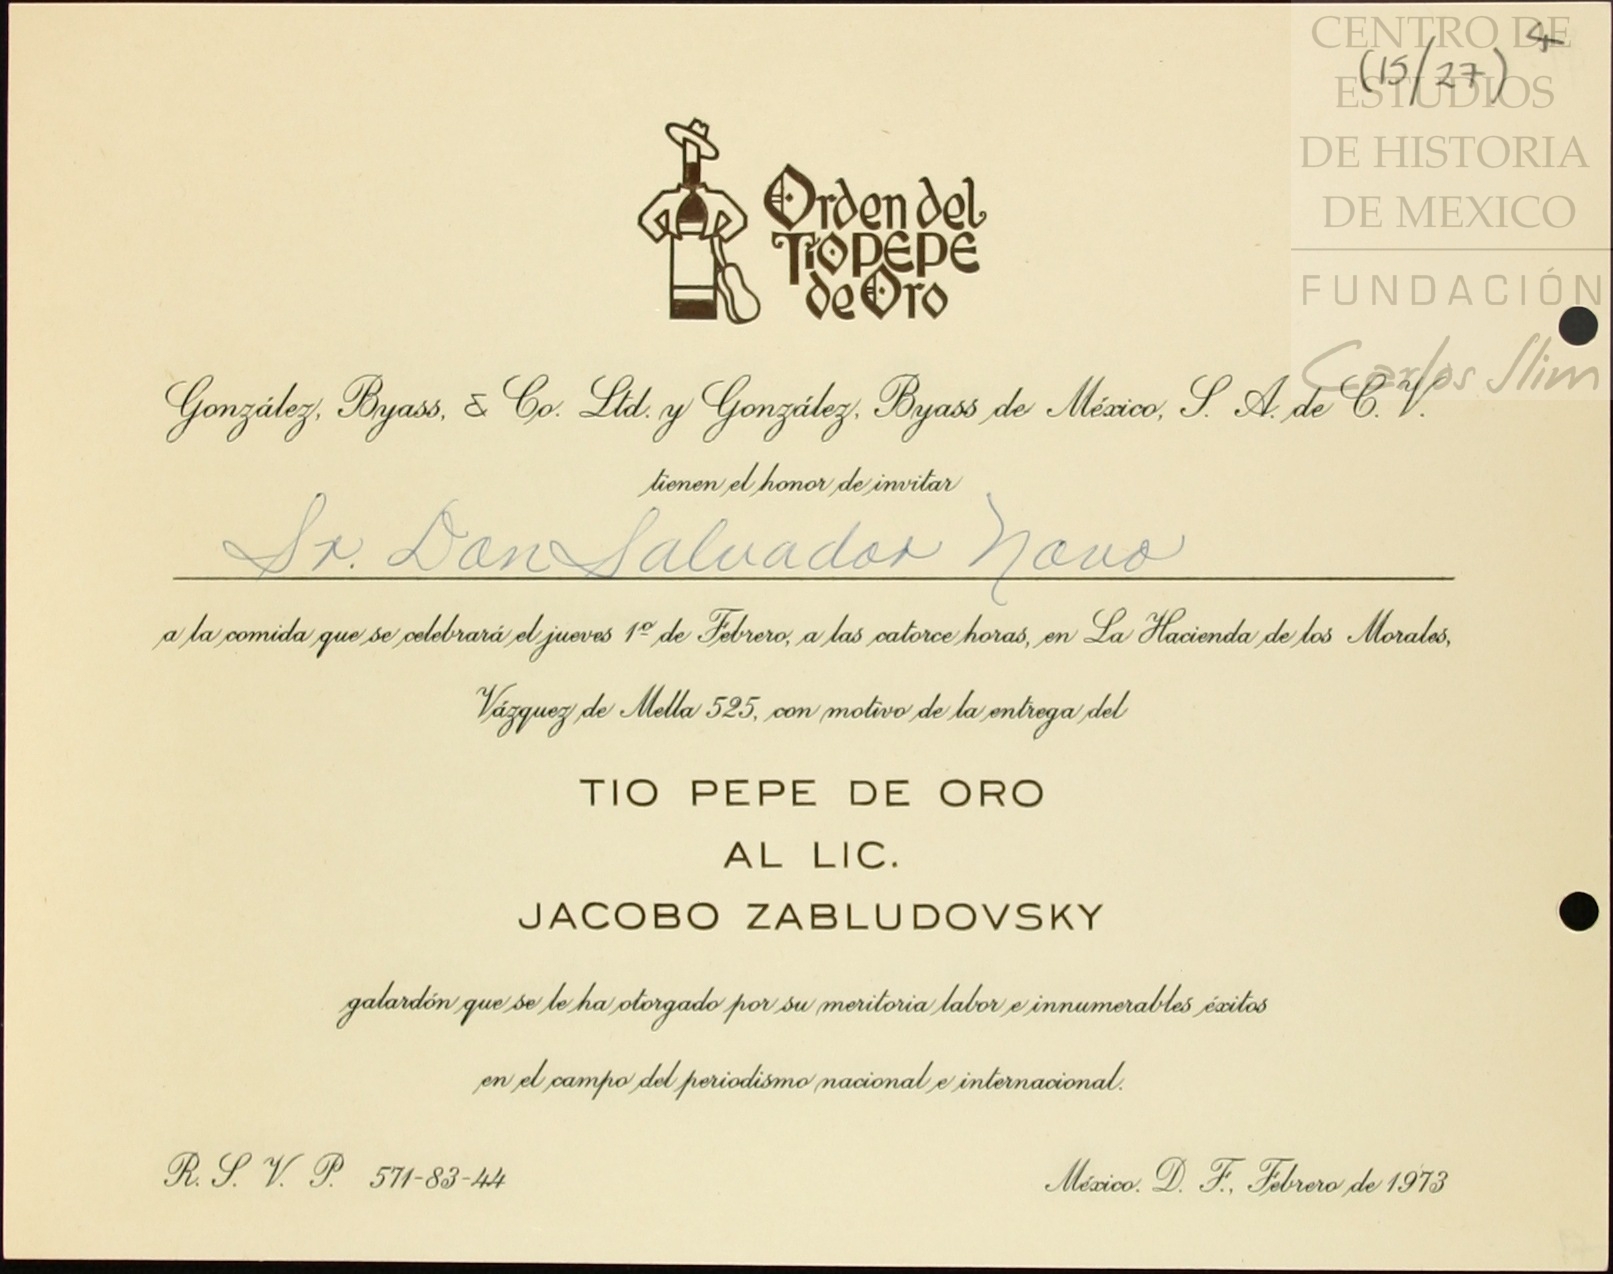 CENTRO DE
ESTUDIOS
DE HISTORIA
DE MEXICO
FUNDACIÓN
Carlos Slim
4
(15/27)
Orden del
Tio PEPE
de Oro
González, Byass, & Co. Ltd. y González, Byass de México, S. A. de C. V.
tienen el honor de invitar
Sr. Don Salvador Novo
a la comida que se celebrará el jueves 1º de Febrero, a las catorce horas, en La Hacienda de los Morales,
Vázquez de Mella 525, con motivo de la entrega del
TIO PEPE DE ORO
AL LIC.
JACOBO ZABLUDOVSKY
galardón que se le ha otorgado por su meritoria labor e innumerables éxitos
en el campo del periodismo nacional e internacional.
R. S. V. P. 571-83-44
México. D. F., Febrero de 1973